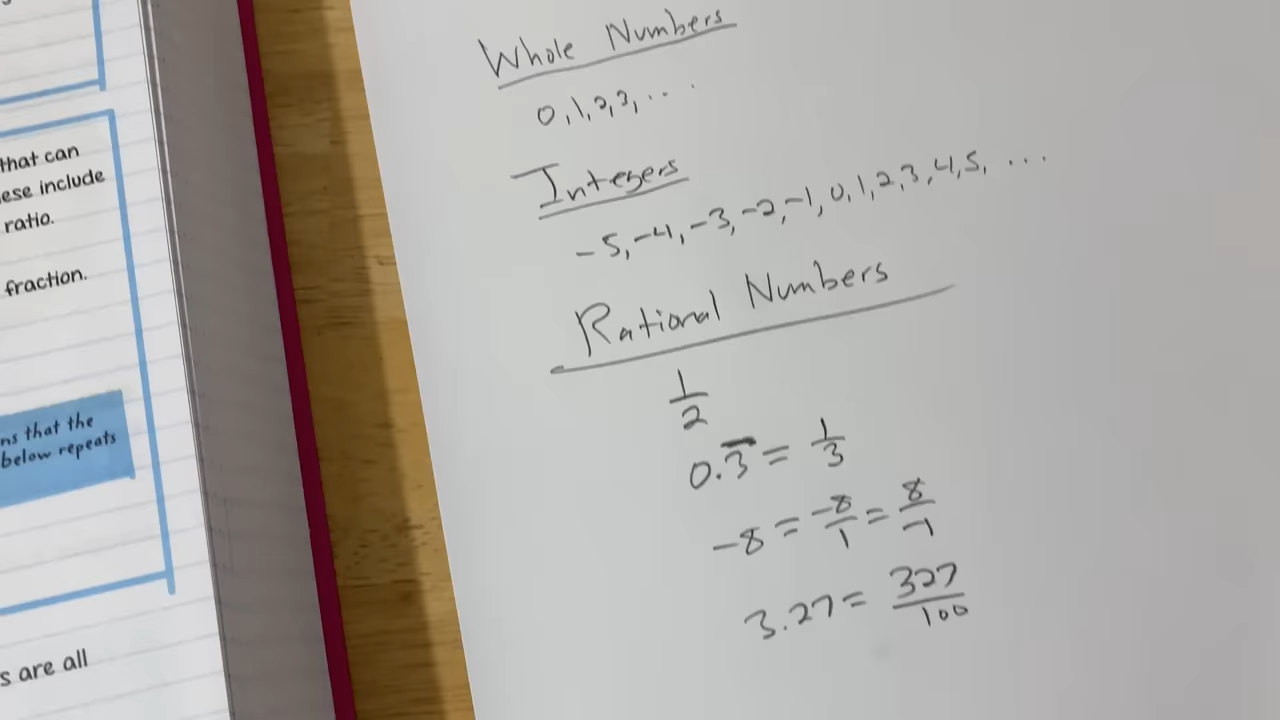 that can
ese include
ratio.
fraction.
ns that the
below repeats
s are all
Whole Numbers
0, 1, 2, 3, ...
Integers
-5, -4, -3, -2, -1, 0, 1, 2, 3, 4, 5, ...
Rational Numbers
1/2
0.3̅ = 1/3
-8 = -8/1 = 8/-1
3.27 = 327/100